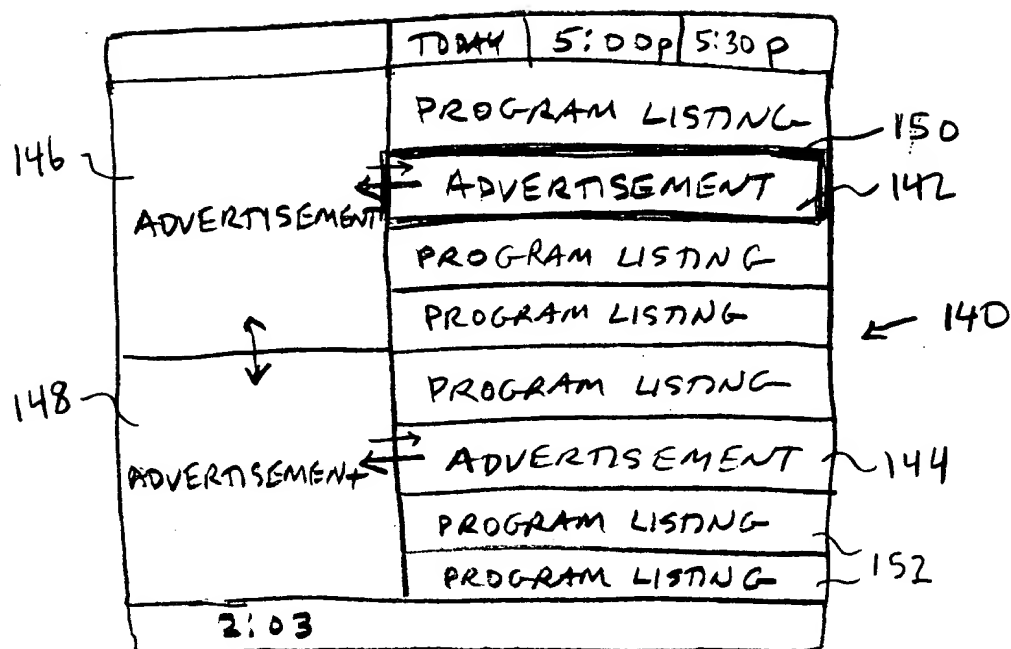 TODAY 5:00p 5:30p
PROGRAM LISTING
150
146
ADVERTISEMENT
142
ADVERTISEMENT
PROGRAM LISTING
PROGRAM LISTING
140
PROGRAM LISTING
148
ADVERTISEMENT
144
ADVERTISEMENT
PROGRAM LISTING
152
PROGRAM LISTING
2:03